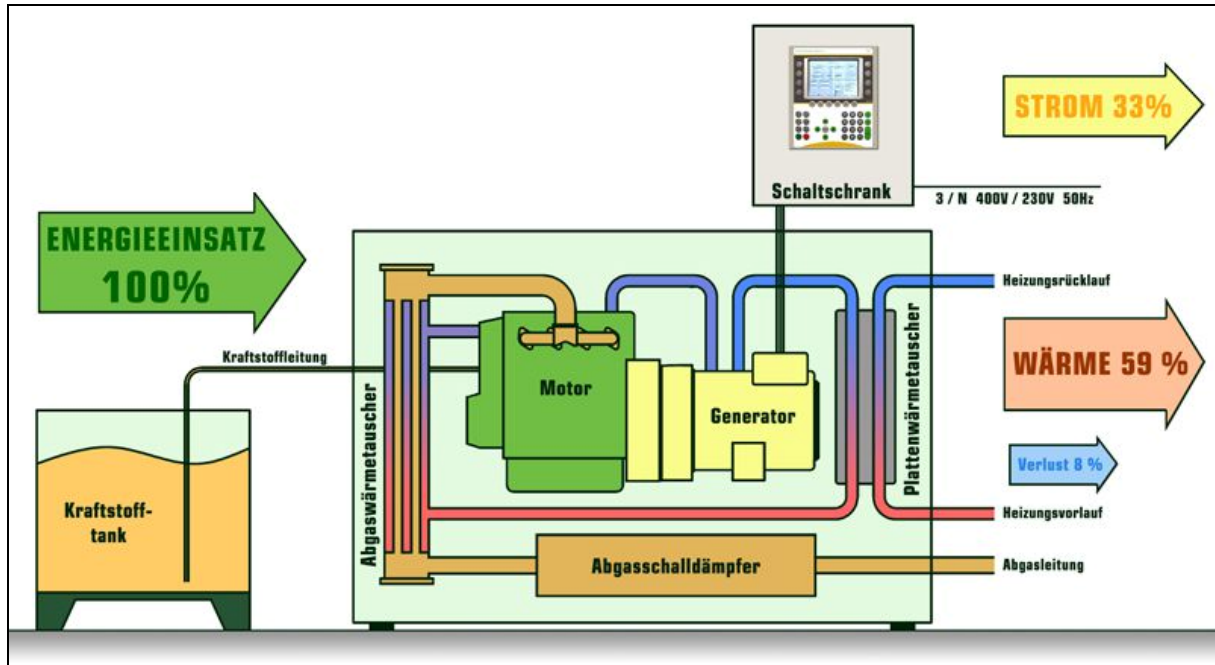 Schaltschrank
STROM 33%
3 / N 400V / 230V 50Hz
ENERGIEEINSATZ
100%
Kraftstoffleitung
Kraftstoff-
tank
Abgaswärmetauscher
Motor
Generator
Plattenwärmetauscher
Heizungsrücklauf
WÄRME 59 %
Verlust 8 %
Heizungsvorlauf
Abgasschalldämpfer
Abgasleitung